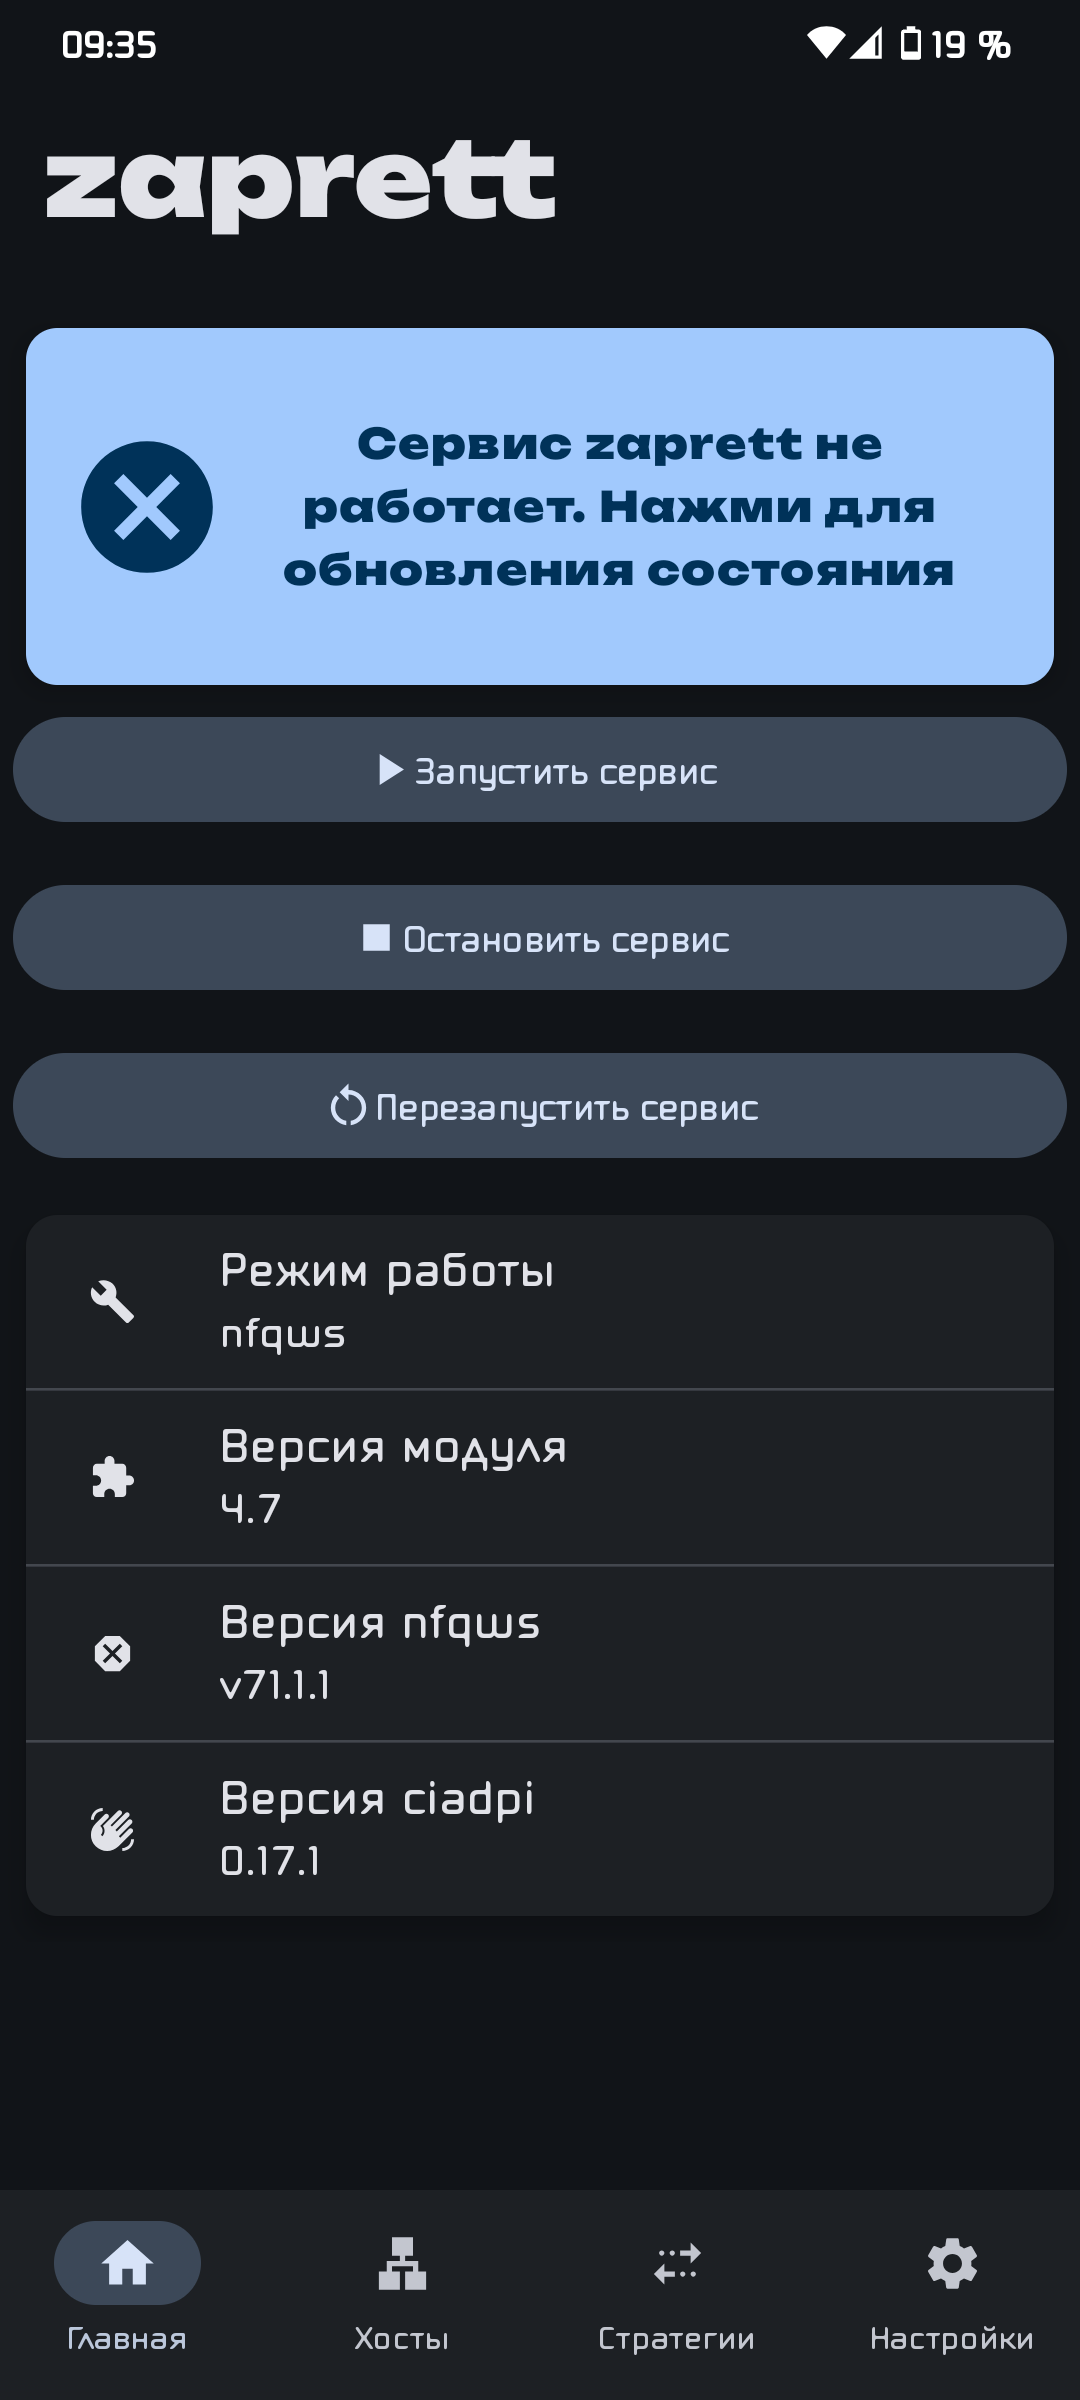 09:35
19 %
zaprett
Сервис zaprett не
работает. Нажми для
обновления состояния
Запустить сервис
Остановить сервис
Перезапустить сервис
Режим работы
nfqws
Версия модуля
4.7
Версия nfqws
v71.1.1
Версия ciadpi
0.17.1
Главная
Хосты
Стратегии
Настройки